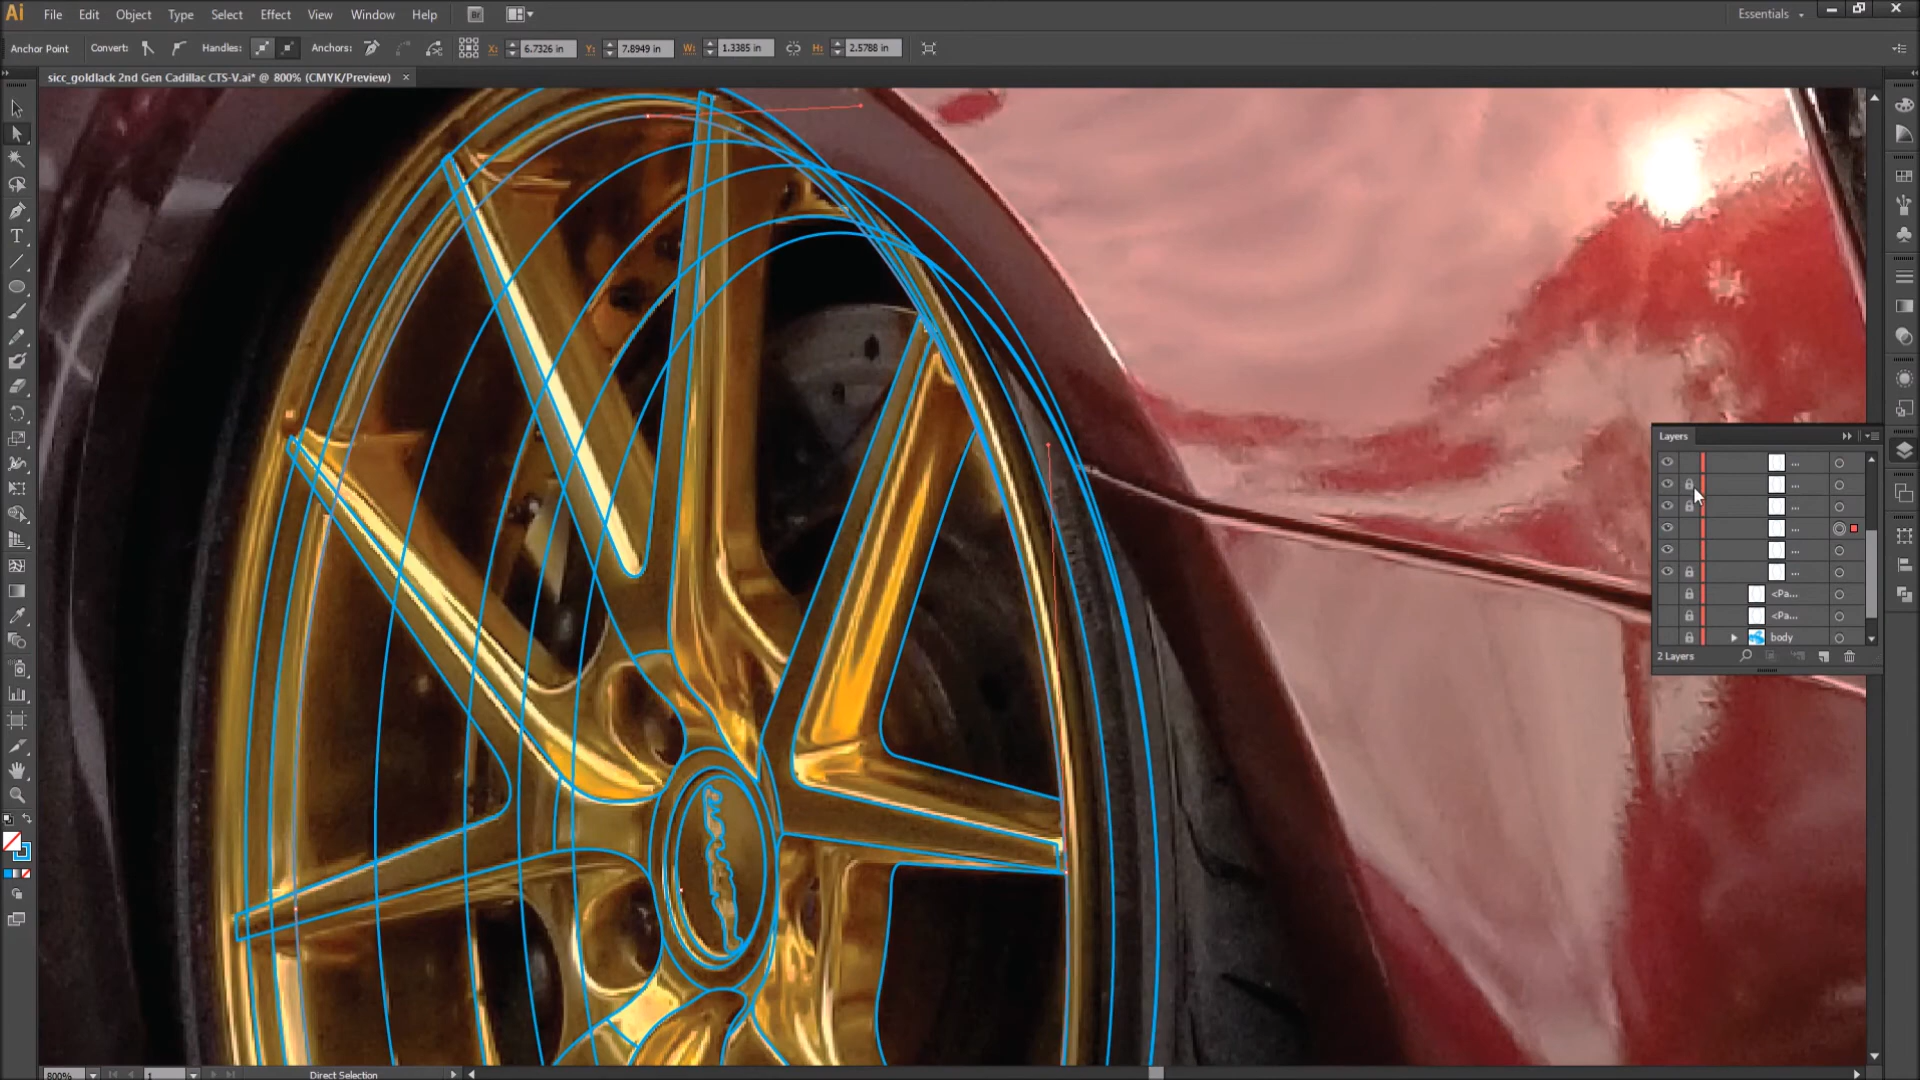 Ai File Edit Object Type Select Effect View Window Help Br Essentials
Anchor Point Convert: Handles: Anchors: X: 6.7326 in Y: 7.8949 in W: 1.3385 in H: 2.5788 in
sicc_goldlack 2nd Gen Cadillac CTS-V.ai* @ 800% (CMYK/Preview) ×
Layers
...
...
...
...
...
...
<Pa...
<Pa...
body
2 Layers
800% 1 Direct Selection